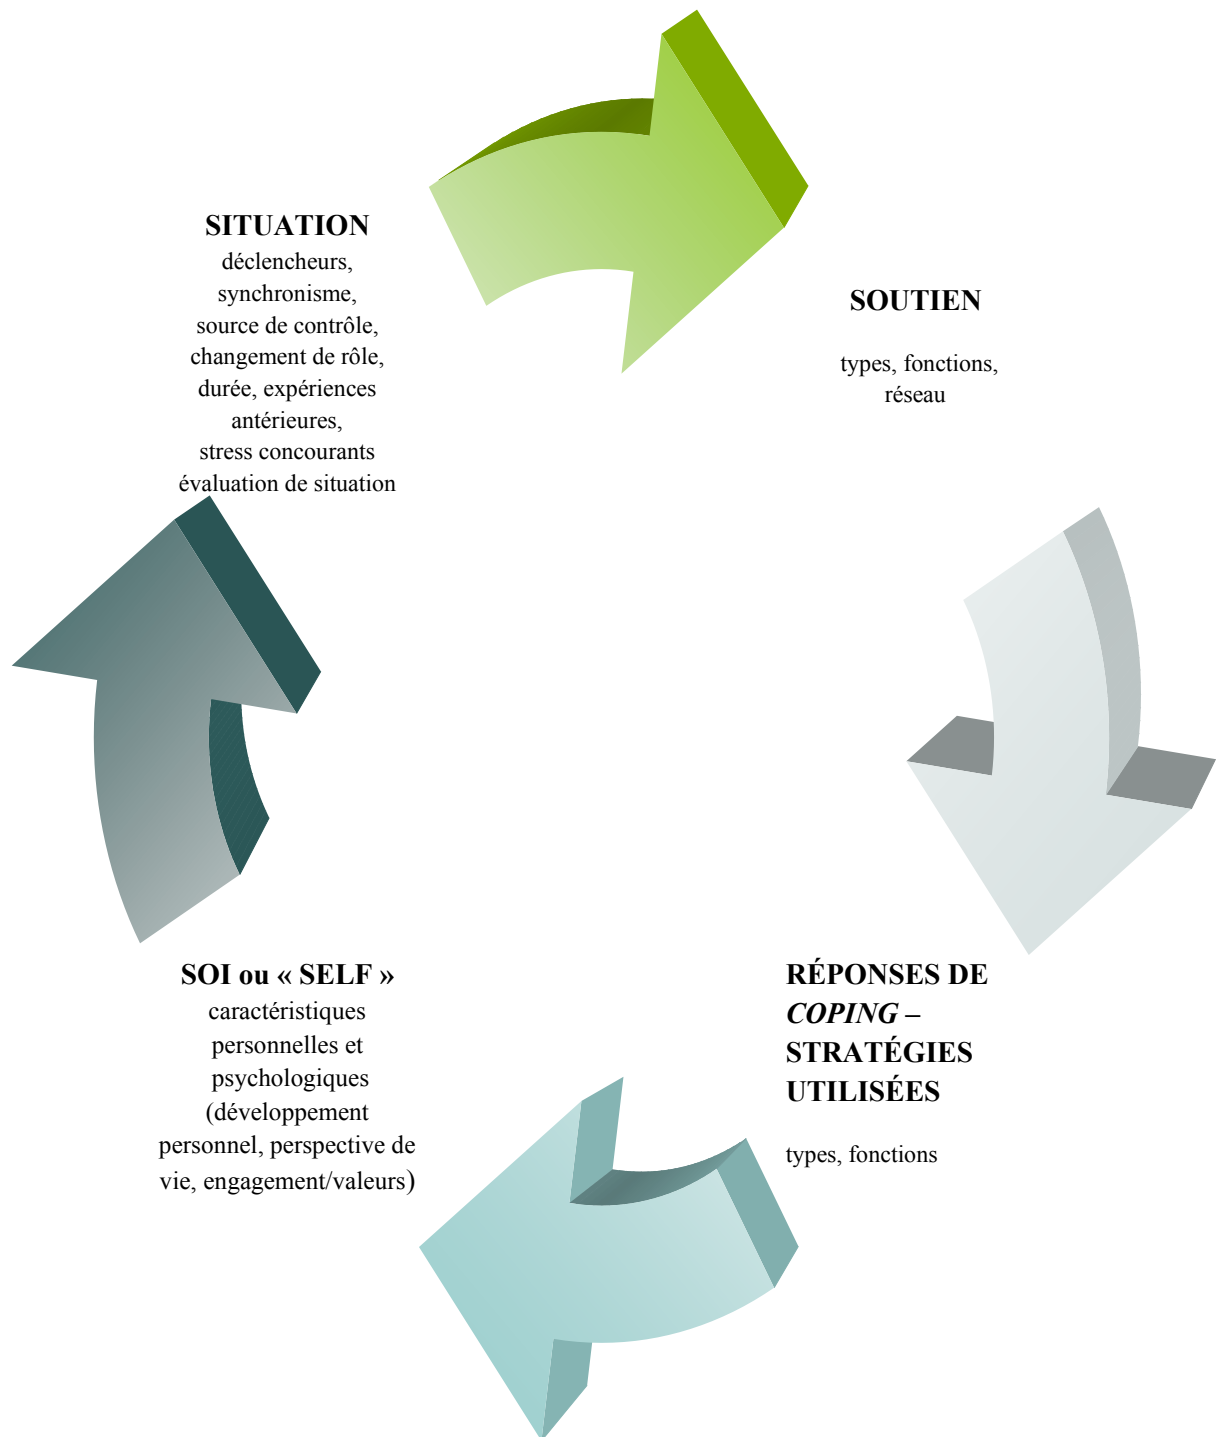 SITUATION
déclencheurs,
synchronisme,
source de contrôle,
changement de rôle,
durée, expériences
antérieures,
stress concourants
évaluation de situation
SOUTIEN
types, fonctions,
réseau
RÉPONSES DE
COPING –
STRATÉGIES
UTILISÉES
types, fonctions
SOI ou « SELF »
caractéristiques
personnelles et
psychologiques
(développement
personnel, perspective de
vie, engagement/valeurs)